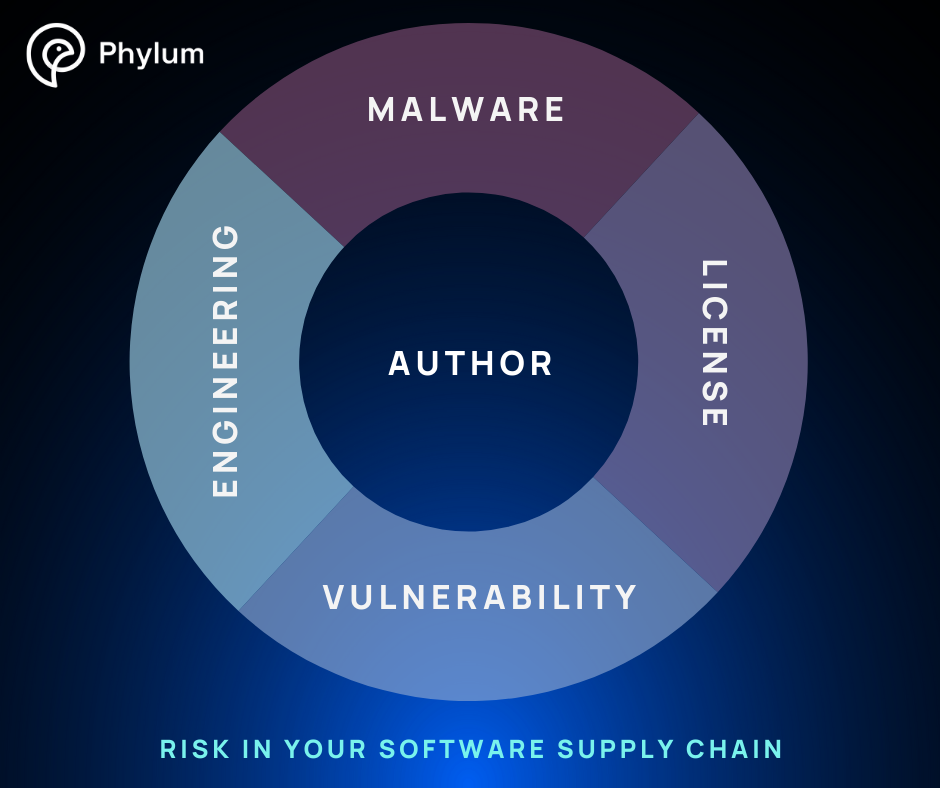 Phylum
MALWARE
ENGINEERING
AUTHOR
LICENSE
VULNERABILITY
RISK IN YOUR SOFTWARE SUPPLY CHAIN